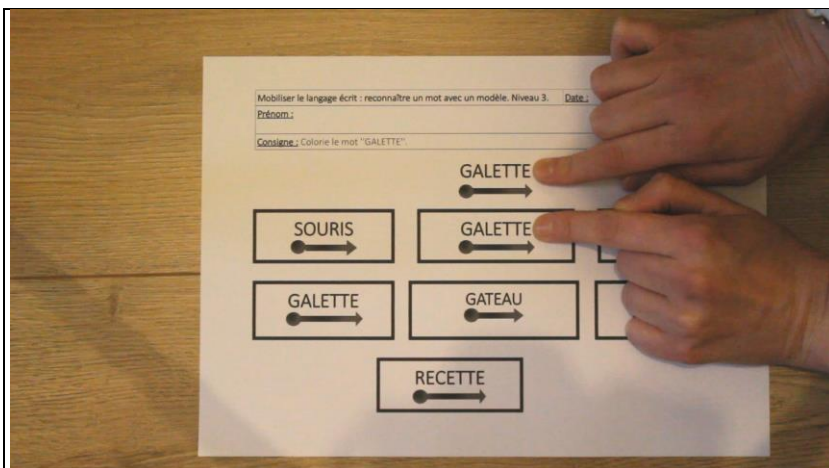 Mobiliser le langage écrit : reconnaître un mot avec un modèle. Niveau 3. Date :
Prénom :
Consigne : Colorie le mot "GALETTE".
GALETTE
SOURIS GALETTE
GALETTE GATEAU
RECETTE